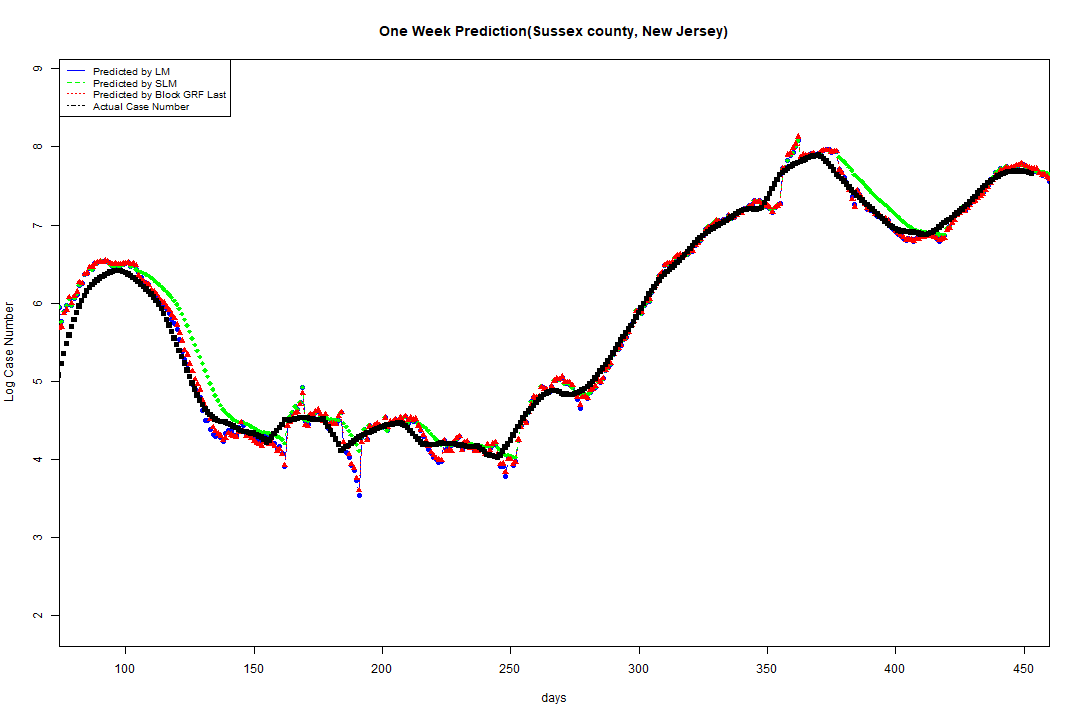 One Week Prediction(Sussex county, New Jersey)
Predicted by LM
Predicted by SLM
Predicted by Block GRF Last
Actual Case Number
Log Case Number
9
8
7
6
5
4
3
2
100 150 200 250 300 350 400 450
days